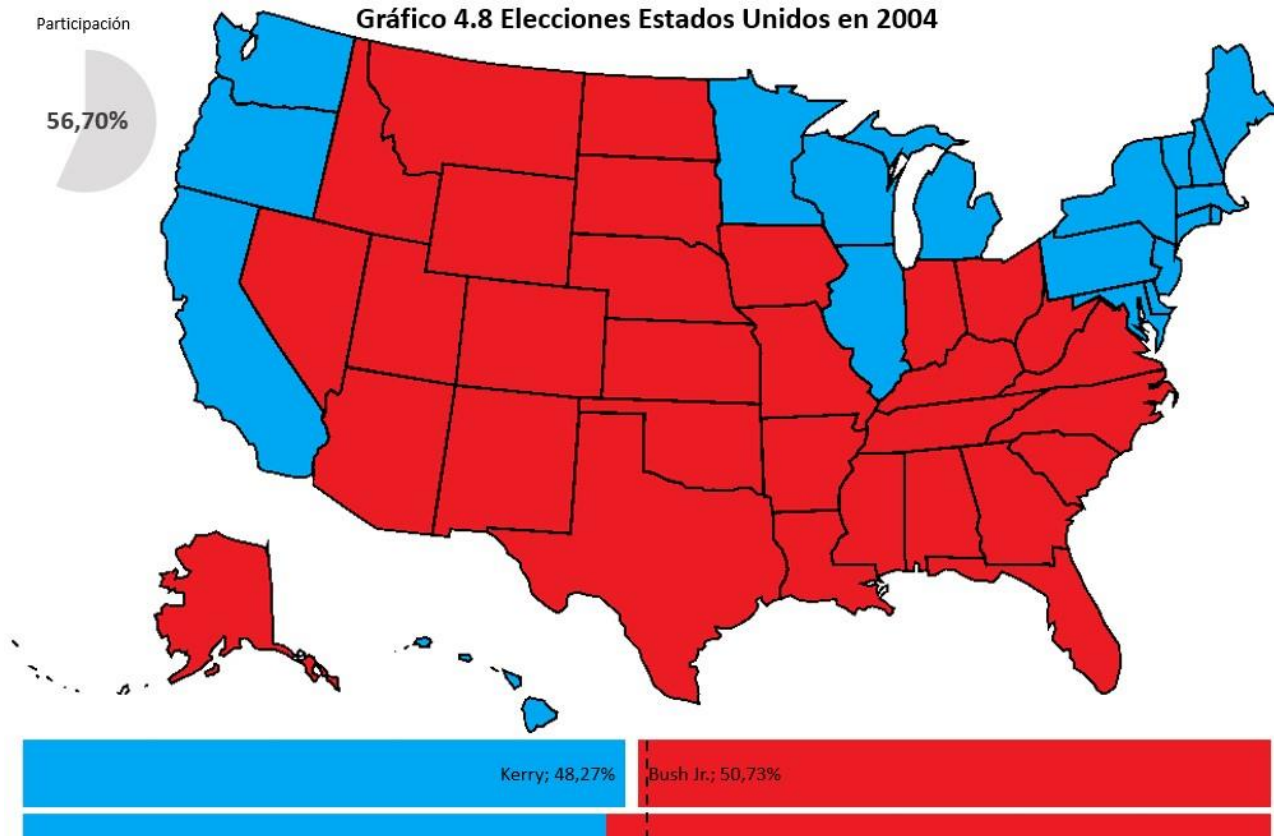 Gráfico 4.8 Elecciones Estados Unidos en 2004
Participación
56,70%
Kerry; 48,27%
Bush Jr.; 50,73%